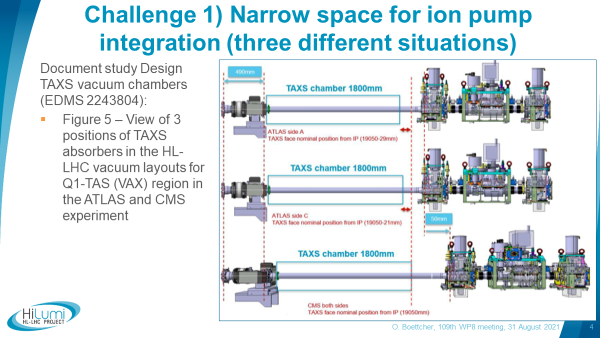 Challenge 1) Narrow space for ion pump
integration (three different situations)
Document study Design
TAXS vacuum chambers
(EDMS 2243804):
Figure 5 – View of 3
positions of TAXS
absorbers in the HL-
LHC vacuum layouts for
Q1-TAS (VAX) region in
the ATLAS and CMS
experiment
490mm
TAXS chamber 1800mm
ATLAS side A
TAXS face nominal position from IP (19050-29mm)
TAXS chamber 1800mm
ATLAS side C
TAXS face nominal position from IP (19050-21mm)
50mm
TAXS chamber 1800mm
CMS both sides
TAXS face nominal position from IP (19050mm)
HiLumi
HL-LHC PROJECT
O. Boettcher, 109th WP8 meeting, 31 August 2021
4